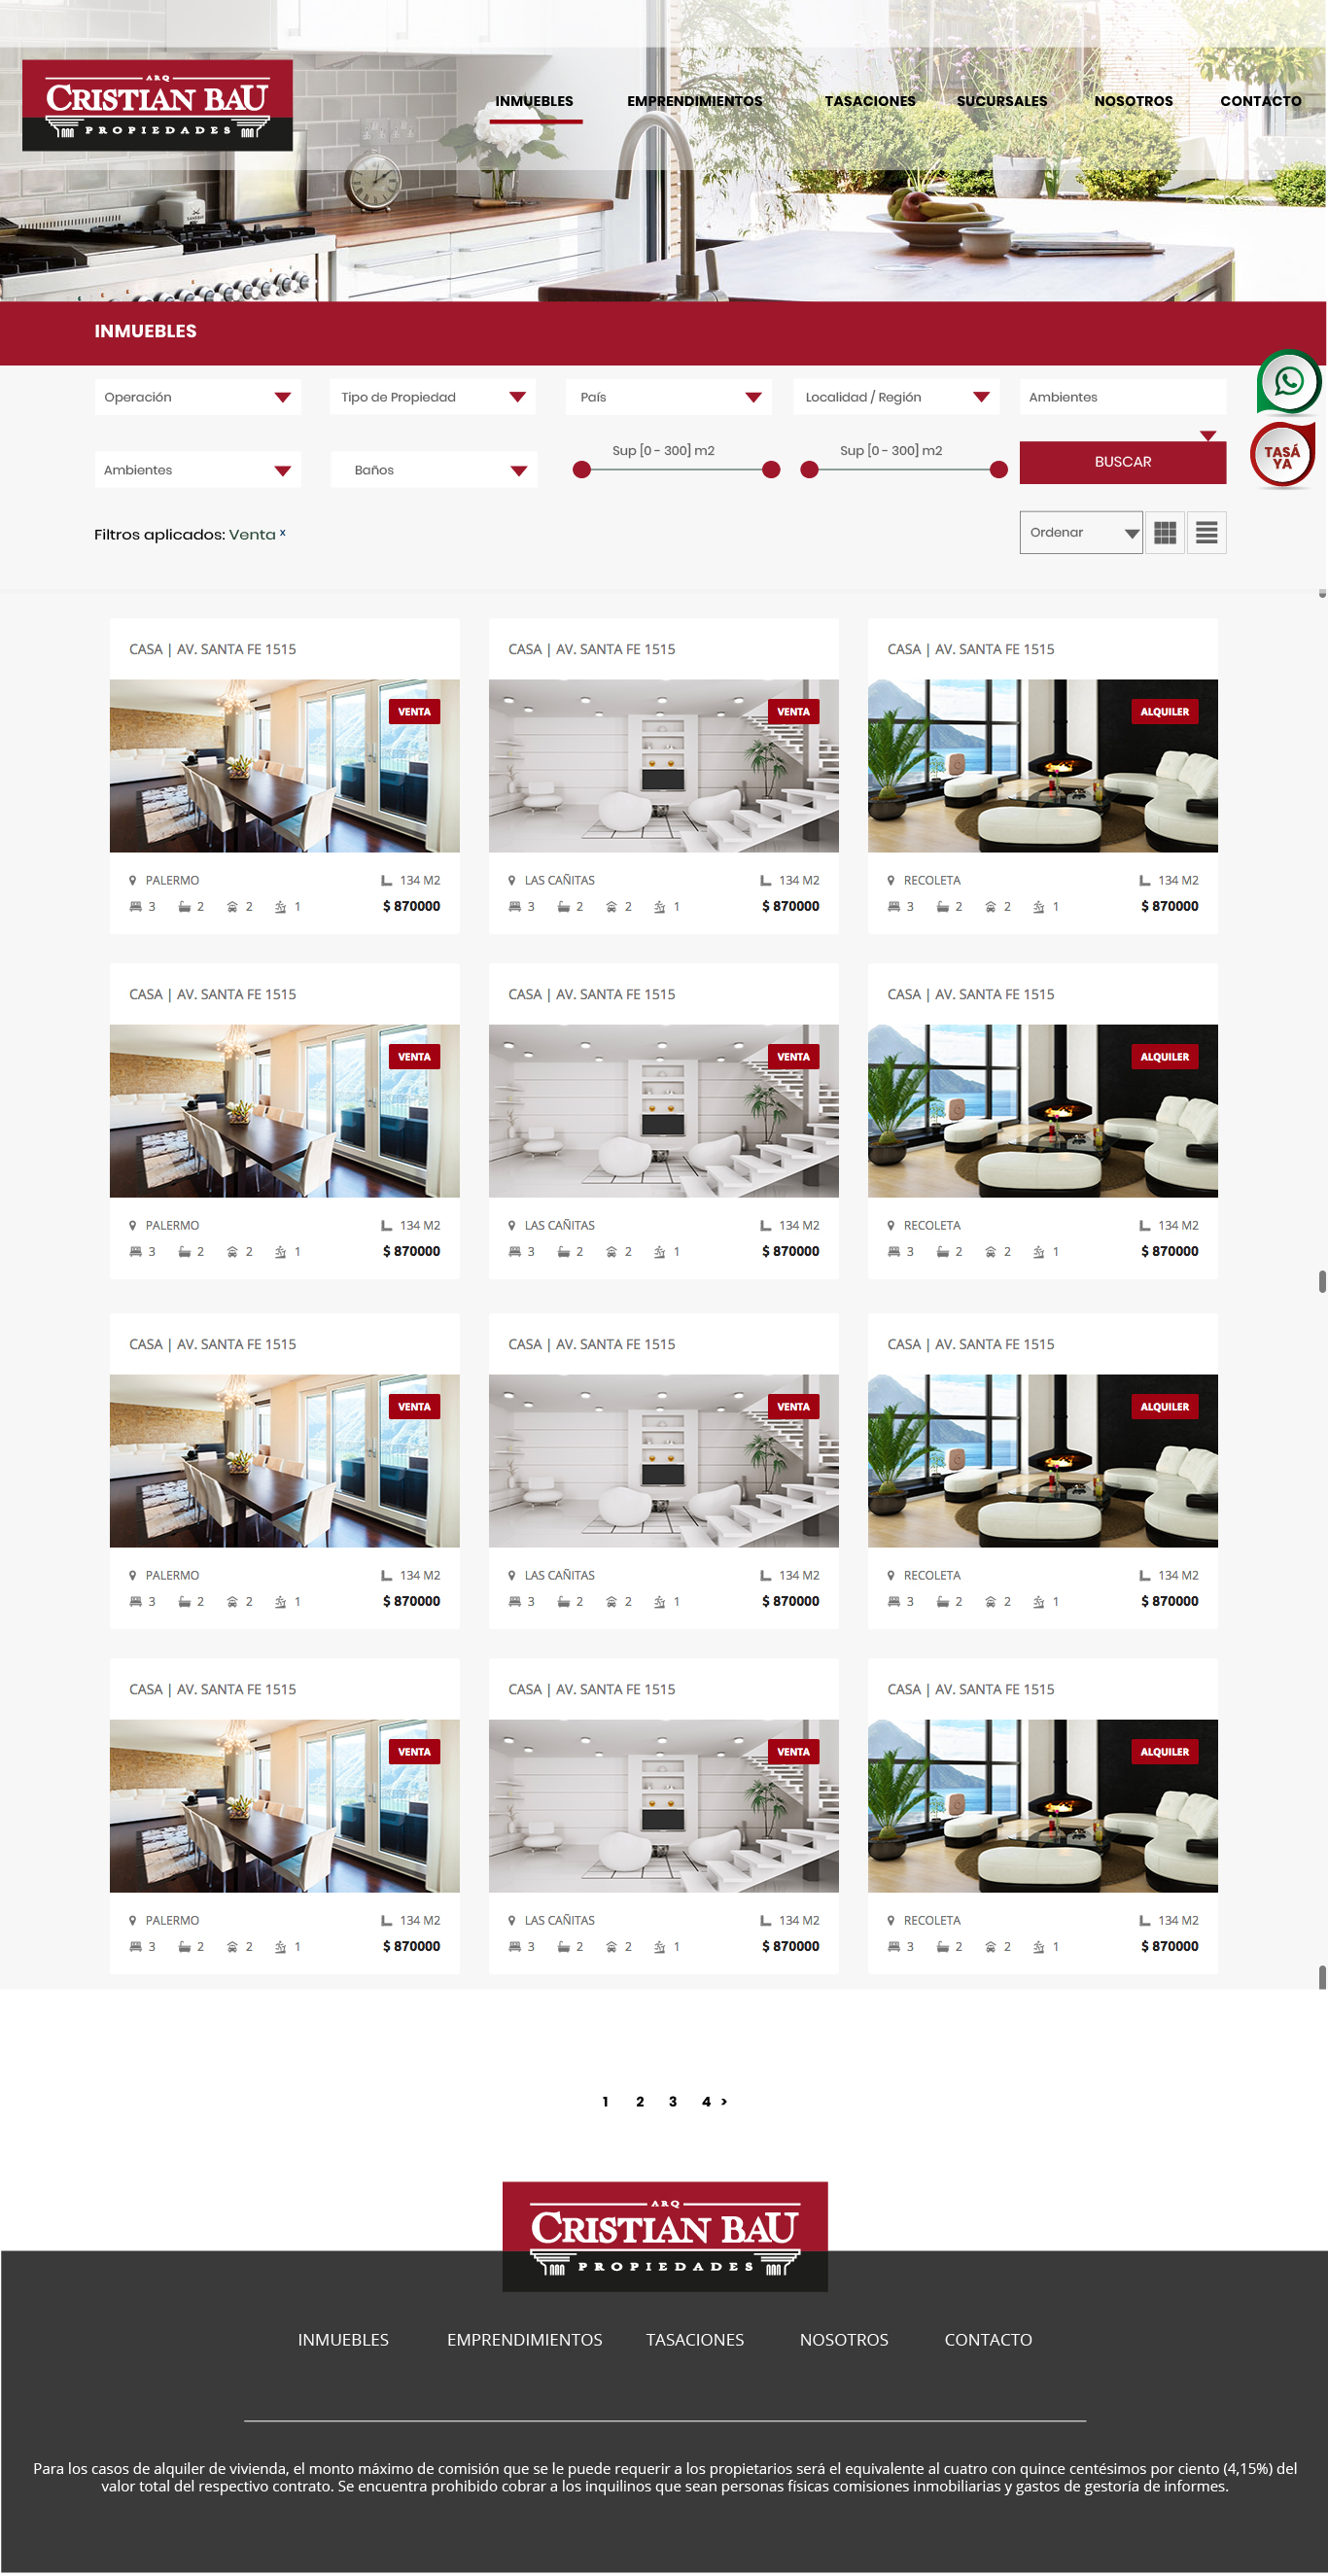 ARQ
CRISTIAN BAU
PROPIEDADES
INMUEBLES EMPRENDIMIENTOS TASACIONES SUCURSALES NOSOTROS CONTACTO
INMUEBLES
Operación Tipo de Propiedad País Localidad / Región Ambientes
Ambientes Baños Sup [0 - 300] m2 Sup [0 - 300] m2 BUSCAR
TASÁ
YA
Filtros aplicados: Venta x Ordenar
CASA | AV. SANTA FE 1515 CASA | AV. SANTA FE 1515 CASA | AV. SANTA FE 1515
VENTA VENTA ALQUILER
PALERMO 134 M2 LAS CAÑITAS 134 M2 RECOLETA 134 M2
3 2 2 1 $ 870000 3 2 2 1 $ 870000 3 2 2 1 $ 870000
CASA | AV. SANTA FE 1515 CASA | AV. SANTA FE 1515 CASA | AV. SANTA FE 1515
VENTA VENTA ALQUILER
PALERMO 134 M2 LAS CAÑITAS 134 M2 RECOLETA 134 M2
3 2 2 1 $ 870000 3 2 2 1 $ 870000 3 2 2 1 $ 870000
CASA | AV. SANTA FE 1515 CASA | AV. SANTA FE 1515 CASA | AV. SANTA FE 1515
VENTA VENTA ALQUILER
PALERMO 134 M2 LAS CAÑITAS 134 M2 RECOLETA 134 M2
3 2 2 1 $ 870000 3 2 2 1 $ 870000 3 2 2 1 $ 870000
CASA | AV. SANTA FE 1515 CASA | AV. SANTA FE 1515 CASA | AV. SANTA FE 1515
VENTA VENTA ALQUILER
PALERMO 134 M2 LAS CAÑITAS 134 M2 RECOLETA 134 M2
3 2 2 1 $ 870000 3 2 2 1 $ 870000 3 2 2 1 $ 870000
1 2 3 4 >
ARQ
CRISTIAN BAU
PROPIEDADES
INMUEBLES EMPRENDIMIENTOS TASACIONES NOSOTROS CONTACTO
Para los casos de alquiler de vivienda, el monto máximo de comisión que se le puede requerir a los propietarios será el equivalente al cuatro con quince centésimos por ciento (4,15%) del
valor total del respectivo contrato. Se encuentra prohibido cobrar a los inquilinos que sean personas físicas comisiones inmobiliarias y gastos de gestoría de informes.